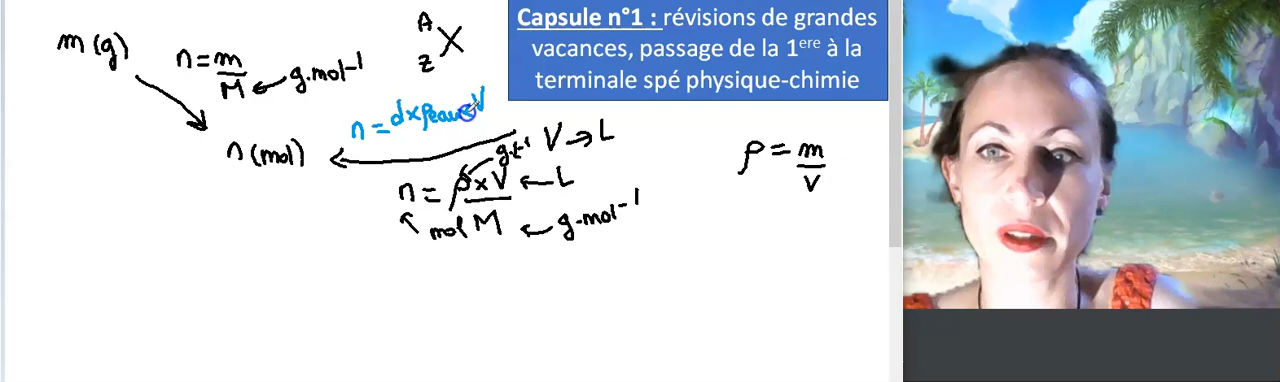 Capsule n°1 : révisions de grandes
vacances, passage de la 1ere à la
terminale spé physique-chimie
m(g)
n = m/M ← g.mol-1
A
Z X
n (mol)
n = d×ρeau×V
V → L
g.L-1
n = ρ×V/M ← L
mol
← g.mol-1
ρ = m/V